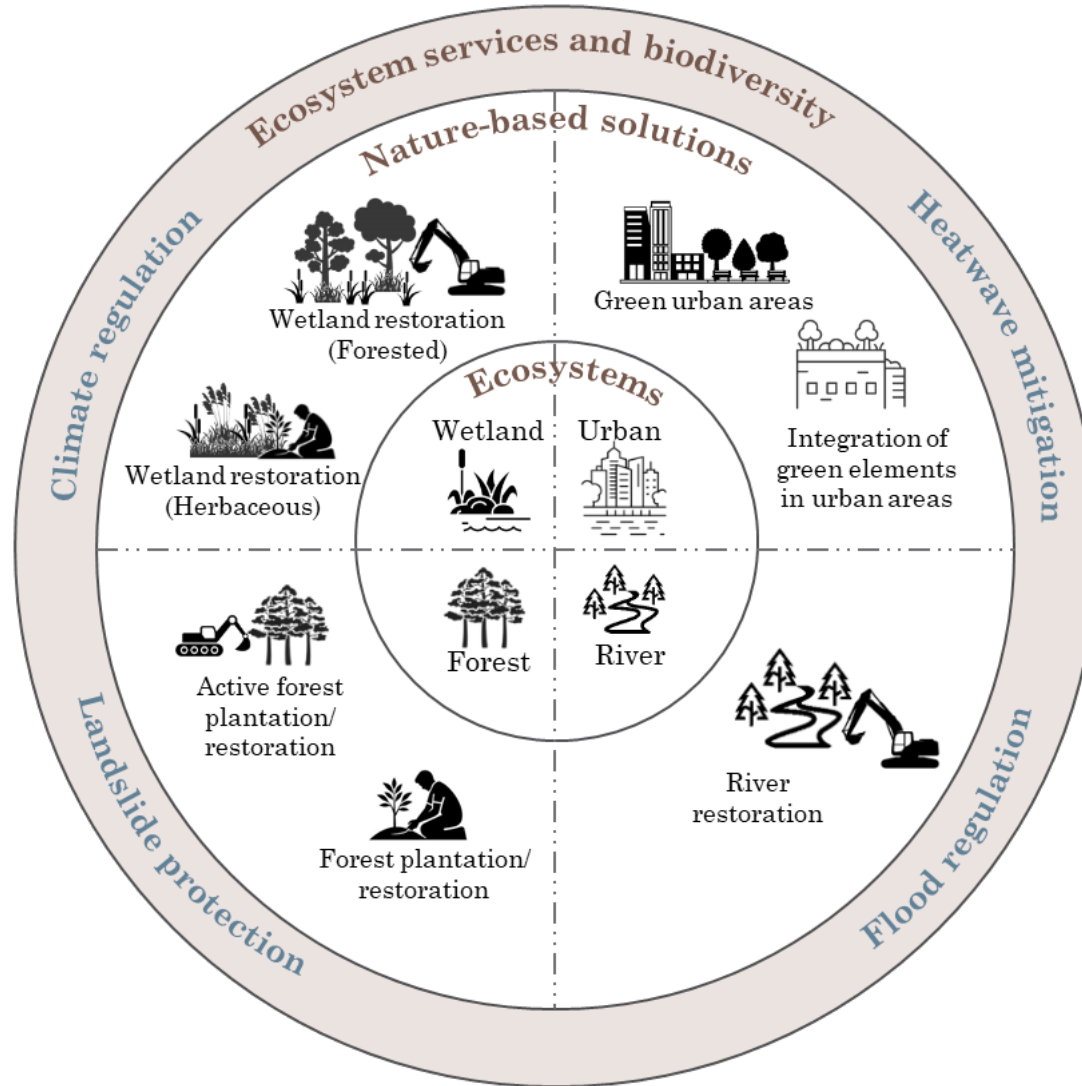 Ecosystem services and biodiversity
Nature-based solutions
Climate regulation
Heatwave mitigation
Wetland restoration
(Forested)
Green urban areas
Wetland restoration
(Herbaceous)
Integration of
green elements
in urban areas
Ecosystems
Wetland
Urban
Forest
River
Active forest
plantation/
restoration
Forest plantation/
restoration
River
restoration
Landslide protection
Flood regulation